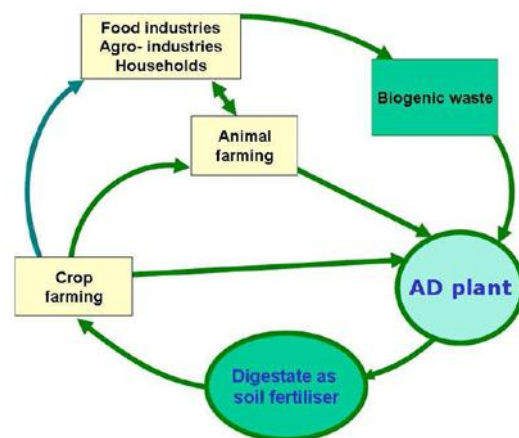 Food industries
Agro- industries
Households
Biogenic waste
Animal
farming
Crop
farming
AD plant
Digestate as
soil fertiliser